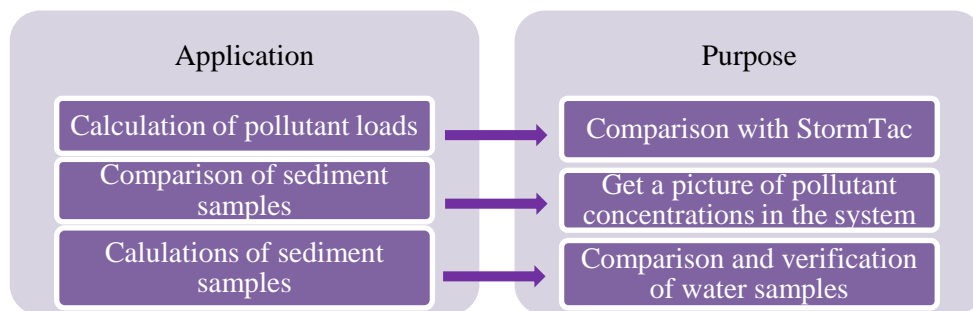 Application
Calculation of pollutant loads
Comparison of sediment
samples
Calulations of sediment
samples
Purpose
Comparison with StormTac
Get a picture of pollutant
concentrations in the system
Comparison and verification
of water samples